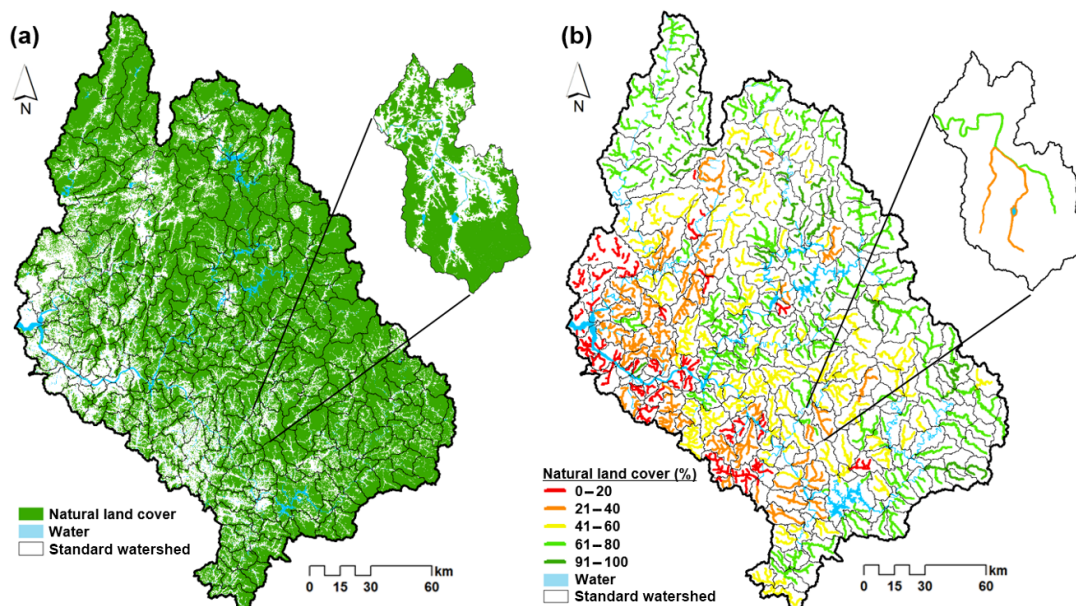 (a)
N
Natural land cover
Water
Standard watershed
km
0 15 30 60
(b)
N
Natural land cover (%)
0–20
21–40
41–60
61–80
91–100
Water
Standard watershed
km
0 15 30 60